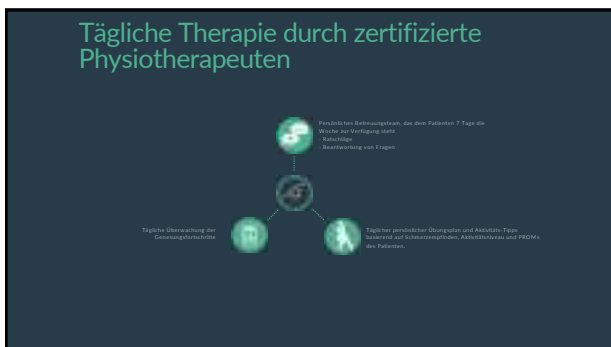 Tägliche Therapie durch zertifizierte
Physiotherapeuten
Persönliches Betreuungsteam, das dem Patienten 7 Tage die
Woche zur Verfügung steht
- Ratschläge
- Beantwortung von Fragen
Tägliche Überwachung der
Genesungsfortschritte
Täglicher persönlicher Übungsplan und Aktivitäts-Tipps
basierend auf Schmerzempfinden, Aktivitätsniveau und PROMs
des Patienten.